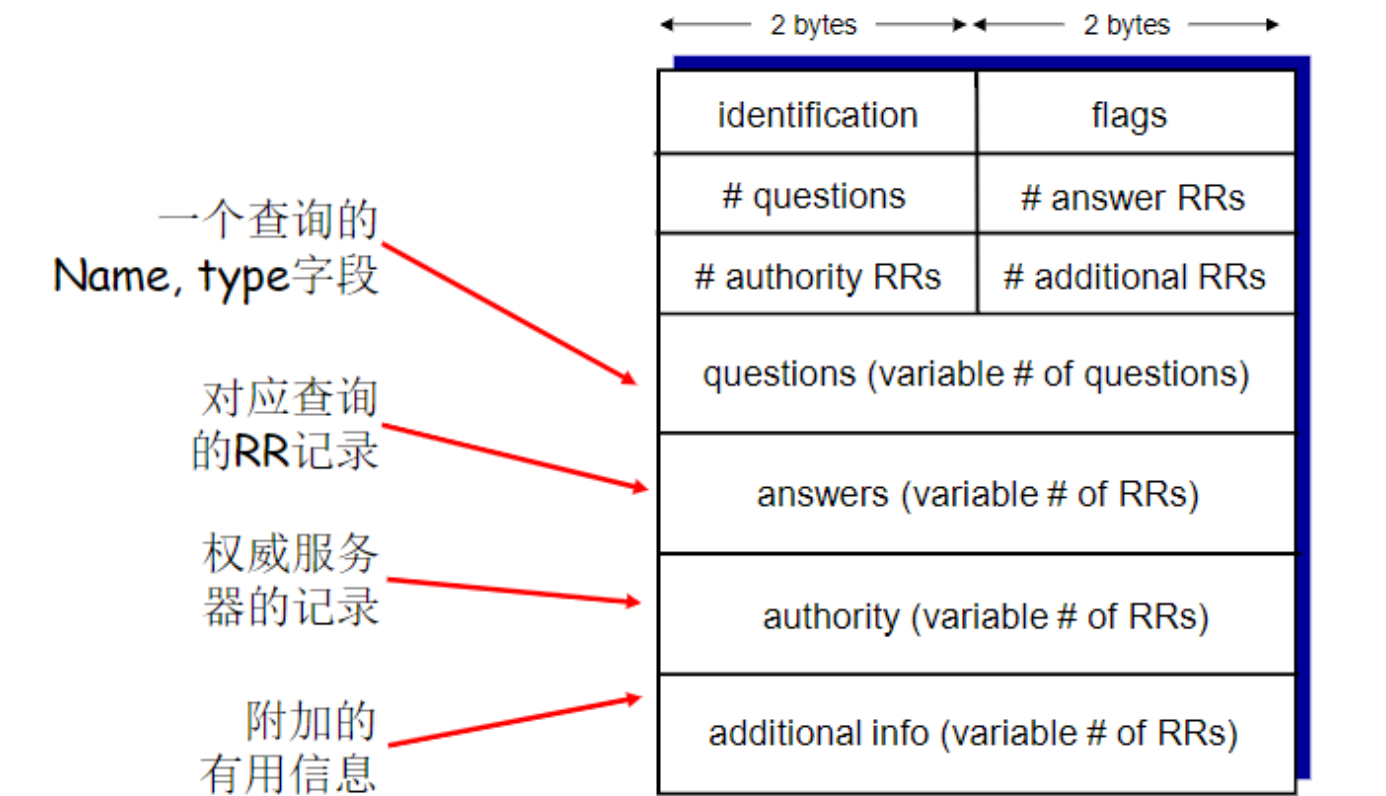 2 bytes 2 bytes
identification flags
# questions # answer RRs
# authority RRs # additional RRs
questions (variable # of questions)
answers (variable # of RRs)
authority (variable # of RRs)
additional info (variable # of RRs)
一个查询的
Name, type字段
对应查询
的RR记录
权威服务
器的记录
附加的
有用信息